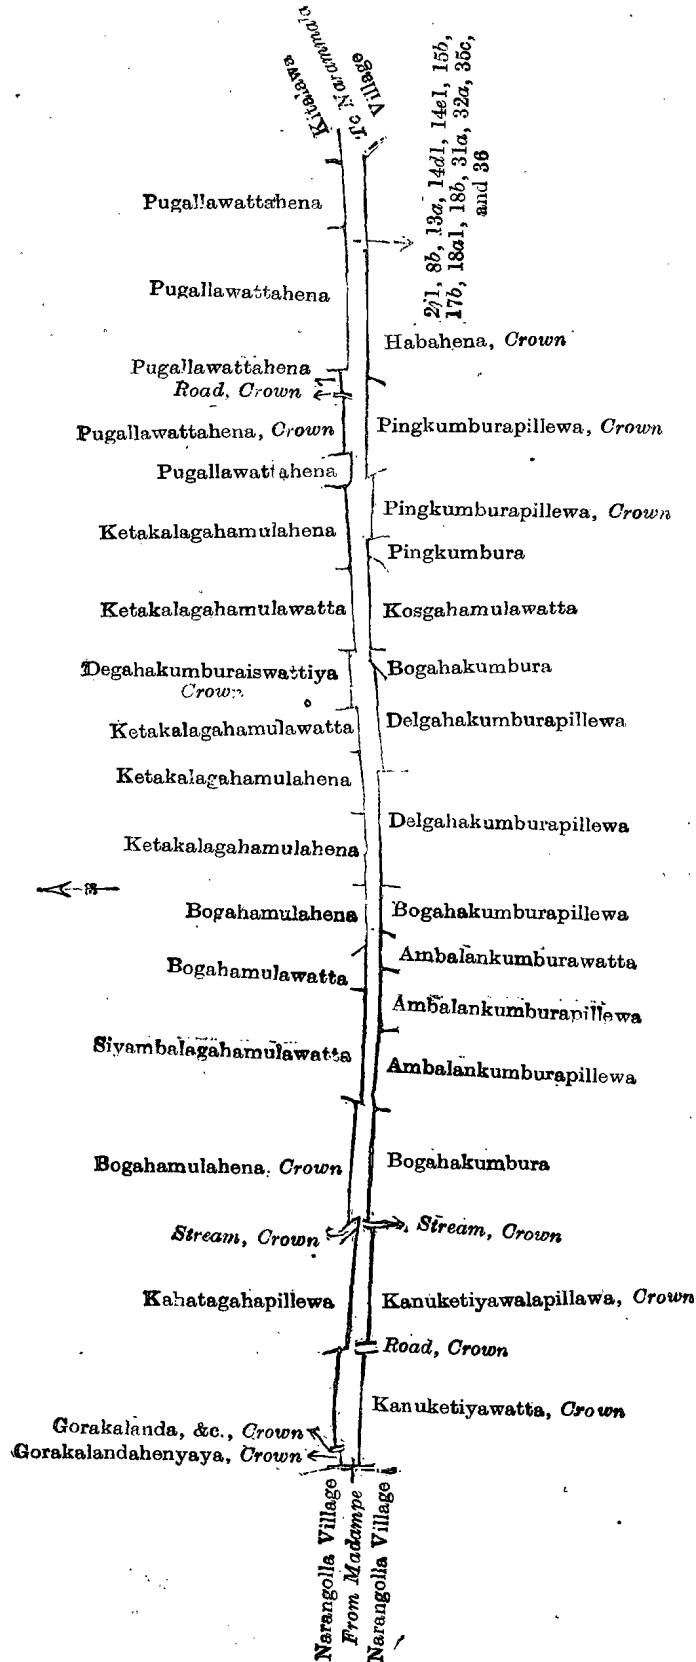 Kitalawa
To Narammala
Village
2j1, 8b, 13a, 14d1, 14e1, 15b,
17b, 18a1, 18b, 31a, 32a, 35c,
and 36
Pugallawattahena
Pugallawattahena
Habahena, Crown
Pugallawattahena
Road, Crown
Pugallawattahena, Crown
Pingkumburapillewa, Crown
Pugallawattahena
Pingkumburapillewa, Crown
Ketakalagahamulahena
Pingkumbura
Ketakalagahamulawatta
Kosgahamulawatta
Degahakumburaiswattiya
Crown
Bogahakumbura
Ketakalagahamulawatta
Delgahakumburapillewa
Ketakalagahamulahena
Delgahakumburapillewa
Ketakalagahamulahena
Bogahamulahena
Bogahakumburapillewa
Bogahamulawatta
Ambalankumburawatta
Ambalankumburapillewa
Siyambalagahamulawatta
Ambalankumburapillewa
Bogahamulahena, Crown
Bogahakumbura
Stream, Crown
Stream, Crown
Kahatagahapillewa
Kanuketiyawalapillawa, Crown
Road, Crown
Kanuketiyawatta, Crown
Gorakalanda, &c., Crown
Gorakalandahenyaya, Crown
Narangolla Village
From Madampe
Narangolla Village